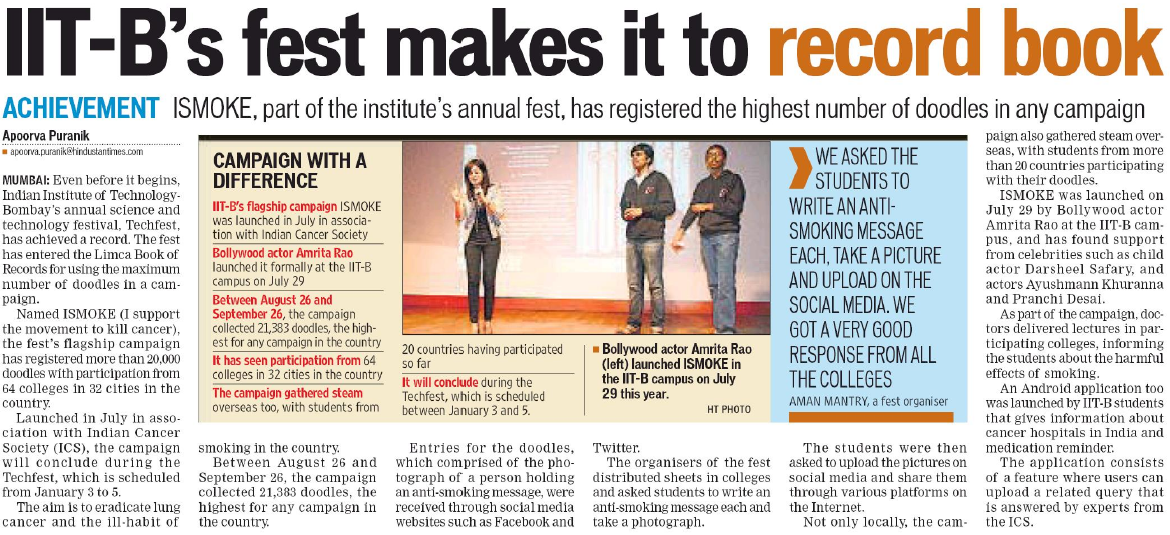 IIT-B's fest makes it to record book
ACHIEVEMENT ISMOKE, part of the institute's annual fest, has registered the highest number of doodles in any campaign
Apoorva Puranik
apoorva.puranik@hindustantimes.com
MUMBAI: Even before it begins,
Indian Institute of Technology-
Bombay's annual science and
technology festival, Techfest,
has achieved a record. The fest
has entered the Limca Book of
Records for using the maximum
number of doodles in a cam-
paign.
Named ISMOKE (I support
the movement to kill cancer),
the fest's flagship campaign
has registered more than 20,000
doodles with participation from
64 colleges in 32 cities in the
country.
Launched in July in asso-
ciation with Indian Cancer
Society (ICS), the campaign
will conclude during the
Techfest, which is scheduled
from January 3 to 5.
The aim is to eradicate lung
cancer and the ill-habit of
CAMPAIGN WITH A
DIFFERENCE
IIT-B's flagship campaign ISMOKE
was launched in July in associa-
tion with Indian Cancer Society
Bollywood actor Amrita Rao
launched it formally at the IIT-B
campus on July 29
Between August 26 and
September 26, the campaign
collected 21,383 doodles, the high-
est for any campaign in the country
It has seen participation from 64
colleges in 32 cities in the country
The campaign gathered steam
overseas too, with students from
20 countries having participated
so far
It will conclude during the
Techfest, which is scheduled
between January 3 and 5.
Bollywood actor Amrita Rao
(left) launched ISMOKE in
the IIT-B campus on July
29 this year.
HT PHOTO
WE ASKED THE
STUDENTS TO
WRITE AN ANTI-
SMOKING MESSAGE
EACH, TAKE A PICTURE
AND UPLOAD ON THE
SOCIAL MEDIA. WE
GOT A VERY GOOD
RESPONSE FROM ALL
THE COLLEGES
AMAN MANTRY, a fest organiser
smoking in the country.
Between August 26 and
September 26, the campaign
collected 21,383 doodles, the
highest for any campaign in
the country.
Entries for the doodles,
which comprised of the pho-
tograph of a person holding
an anti-smoking message, were
received through social media
websites such as Facebook and
Twitter.
The organisers of the fest
distributed sheets in colleges
and asked students to write an
anti-smoking message each and
take a photograph.
The students were then
asked to upload the pictures on
social media and share them
through various platforms on
the Internet.
Not only locally, the cam-
paign also gathered steam over-
seas, with students from more
than 20 countries participating
with their doodles.
ISMOKE was launched on
July 29 by Bollywood actor
Amrita Rao at the IIT-B cam-
pus, and has found support
from celebrities such as child
actor Darsheel Safary, and
actors Ayushmann Khuranna
and Pranchi Desai.
As part of the campaign, doc-
tors delivered lectures in par-
ticipating colleges, informing
the students about the harmful
effects of smoking.
An Android application too
was launched by IIT-B students
that gives information about
cancer hospitals in India and
medication reminder.
The application consists
of a feature where users can
upload a related query that
is answered by experts from
the ICS.